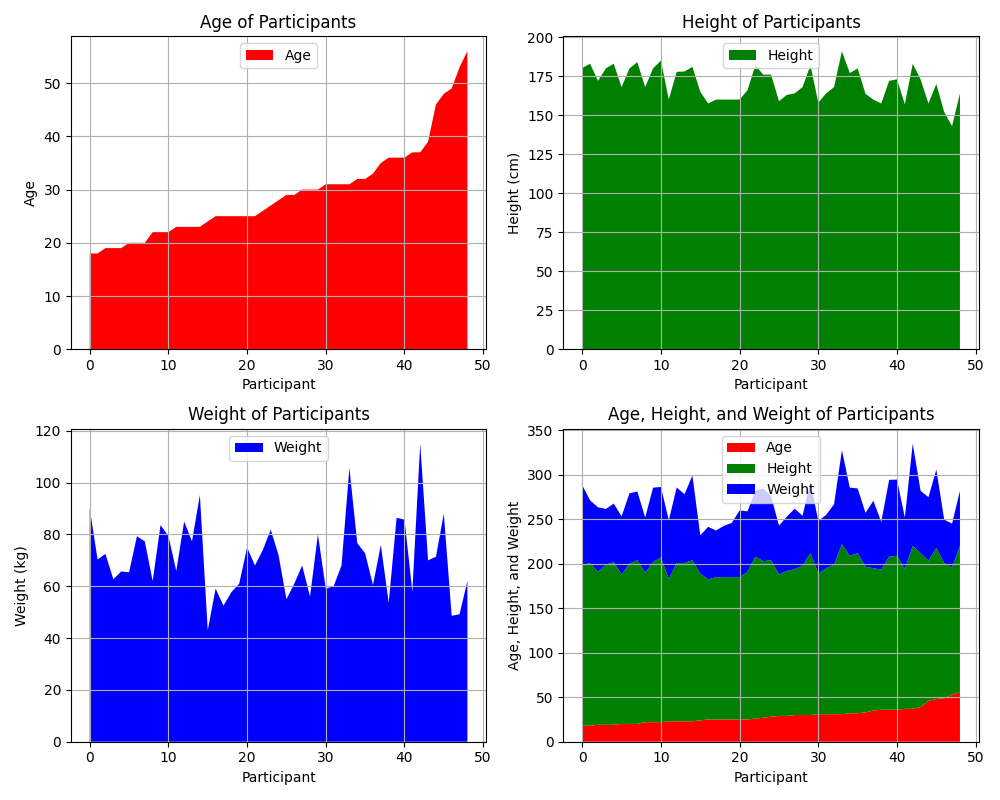 Age of Participants
Age
50
40
30
20
10
0
Age
0 10 20 30 40 50
Participant
Height of Participants
Height
200
175
150
125
100
75
50
25
0
Height (cm)
0 10 20 30 40 50
Participant
Weight of Participants
Weight
120
100
80
60
40
20
0
Weight (kg)
0 10 20 30 40 50
Participant
Age, Height, and Weight of Participants
Age
Height
Weight
350
300
250
200
150
100
50
0
Age, Height, and Weight
0 10 20 30 40 50
Participant